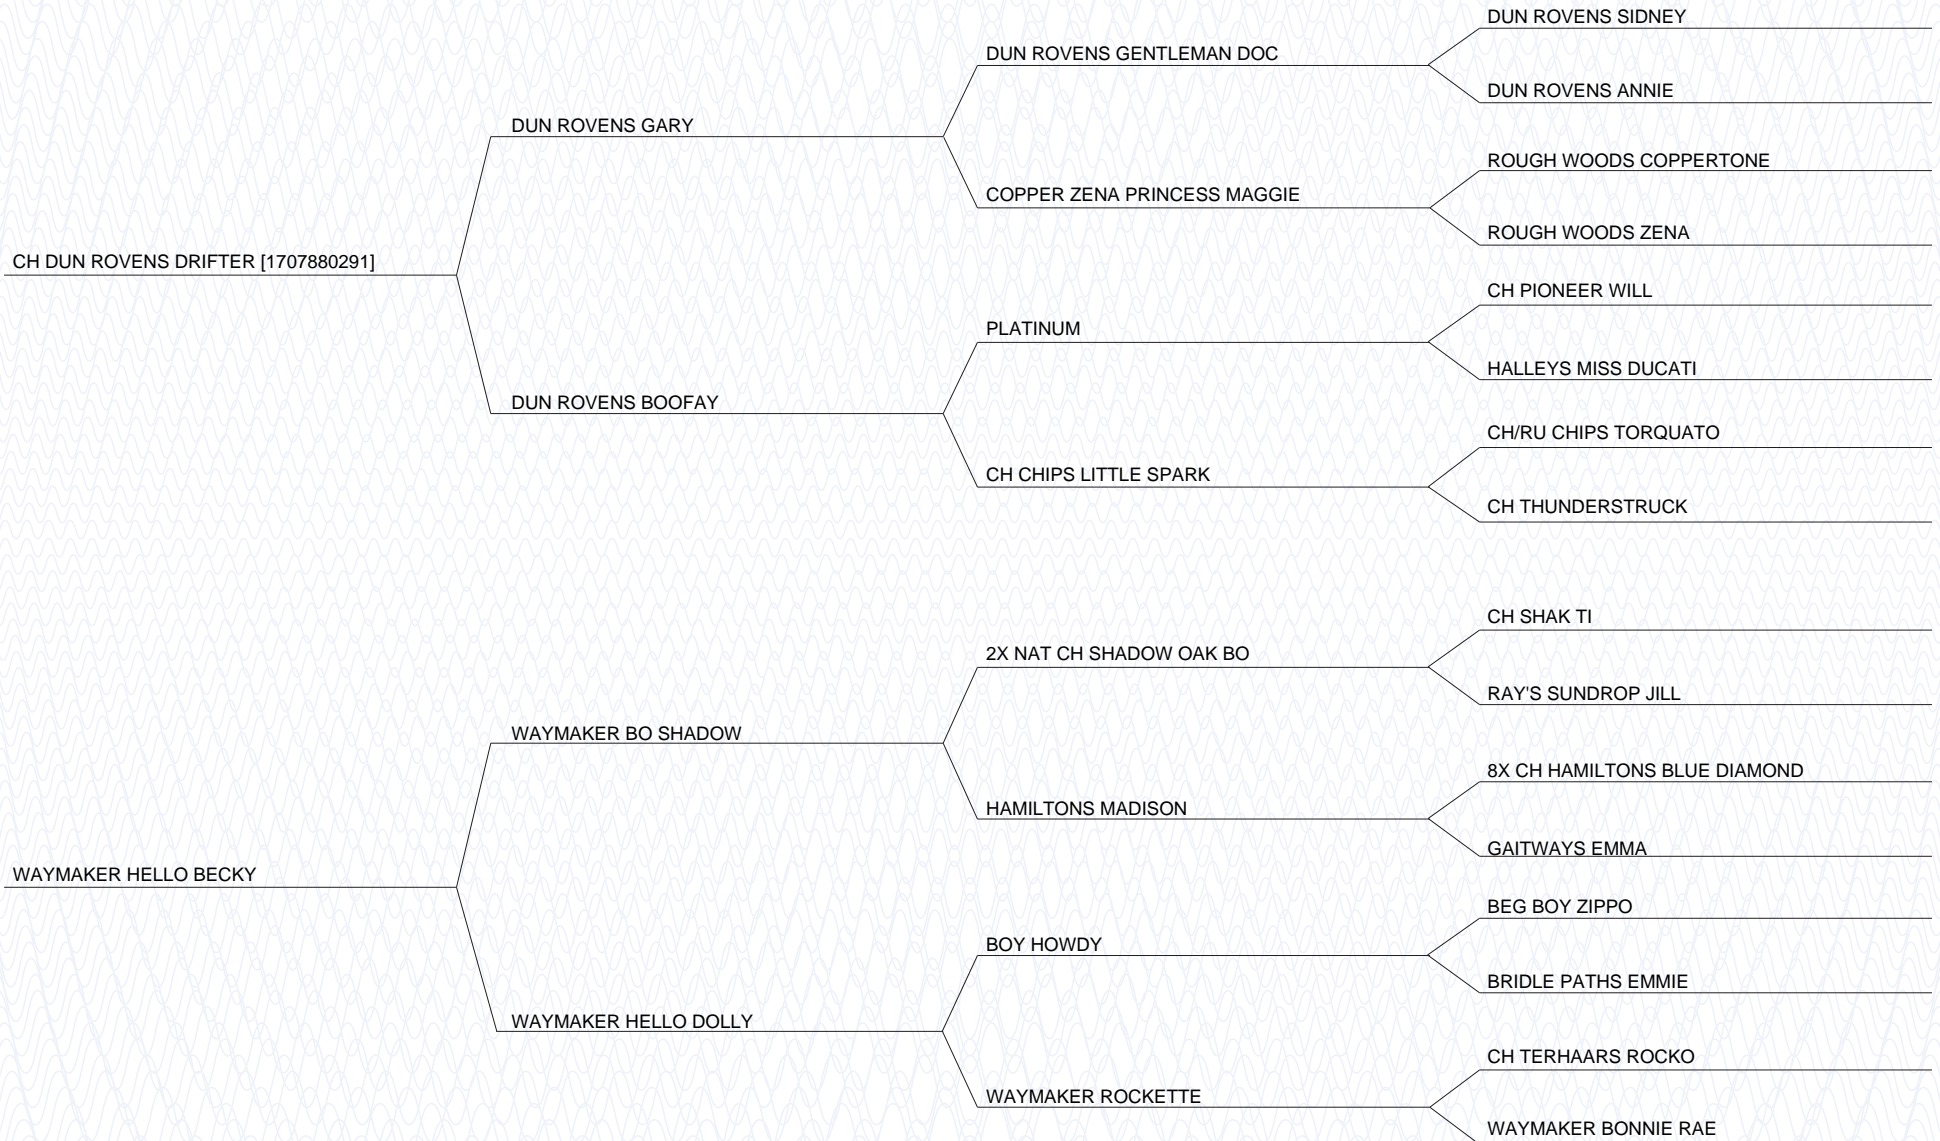 DUN ROVENS SIDNEY
DUN ROVENS GENTLEMAN DOC
DUN ROVENS ANNIE
DUN ROVENS GARY
ROUGH WOODS COPPERTONE
COPPER ZENA PRINCESS MAGGIE
ROUGH WOODS ZENA
CH DUN ROVENS DRIFTER [1707880291]
CH PIONEER WILL
PLATINUM
HALLEYS MISS DUCATI
DUN ROVENS BOOFAY
CH/RU CHIPS TORQUATO
CH CHIPS LITTLE SPARK
CH THUNDERSTRUCK
CH SHAK TI
2X NAT CH SHADOW OAK BO
RAY'S SUNDROP JILL
WAYMAKER BO SHADOW
8X CH HAMILTONS BLUE DIAMOND
HAMILTONS MADISON
GAITWAYS EMMA
WAYMAKER HELLO BECKY
BEG BOY ZIPPO
BOY HOWDY
BRIDLE PATHS EMMIE
WAYMAKER HELLO DOLLY
CH TERHAARS ROCKO
WAYMAKER ROCKETTE
WAYMAKER BONNIE RAE